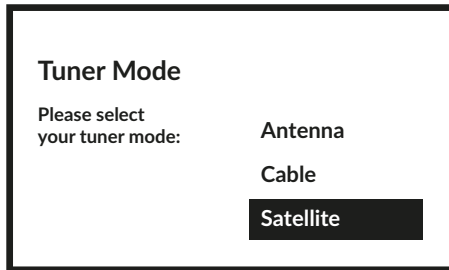 Tuner Mode
Please select
your tuner mode:
Antenna
Cable
Satellite